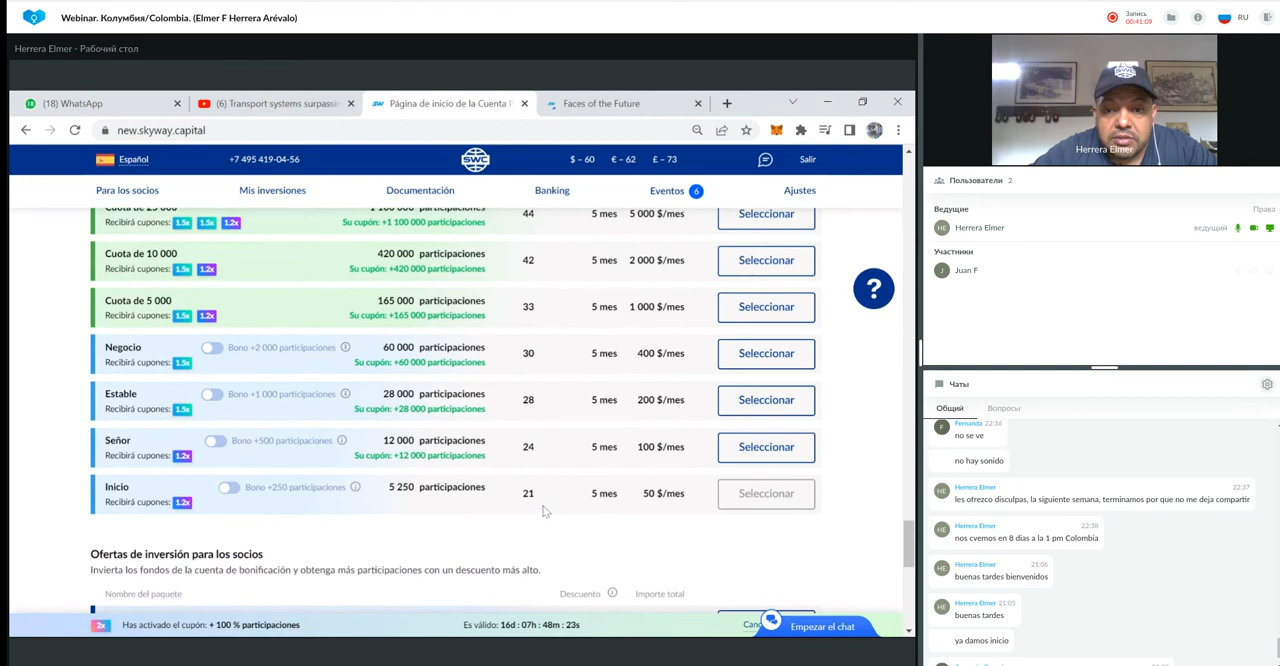 Webinar. Колумбия/Colombia. (Elmer F Herrera Arévalo)
Запись
00:41:09
RU
Herrera Elmer - Рабочий стол
(18) WhatsApp
(6) Transport systems surpassin
Página de inicio de la Cuenta
Faces of the Future
new.skyway.capital
Español
+7 495 419-04-56
SWC
$ – 60
€ – 62
£ – 73
Salir
Para los socios
Mis inversiones
Documentación
Banking
Eventos 6
Ajustes
Recibirá cupones: 1.5x 1.5x 1.2x
Su cupón: +1 100 000 participaciones
44
5 mes
5 000 $/mes
Seleccionar
Cuota de 10 000
Recibirá cupones: 1.5x 1.2x
420 000 participaciones
Su cupón: +420 000 participaciones
42
5 mes
2 000 $/mes
Seleccionar
Cuota de 5 000
Recibirá cupones: 1.5x 1.2x
165 000 participaciones
Su cupón: +165 000 participaciones
33
5 mes
1 000 $/mes
Seleccionar
Negocio
Recibirá cupones: 1.5x
Bono +2 000 participaciones
60 000 participaciones
Su cupón: +60 000 participaciones
30
5 mes
400 $/mes
Seleccionar
Estable
Recibirá cupones: 1.5x
Bono +1 000 participaciones
28 000 participaciones
Su cupón: +28 000 participaciones
28
5 mes
200 $/mes
Seleccionar
Señor
Recibirá cupones: 1.2x
Bono +500 participaciones
12 000 participaciones
Su cupón: +12 000 participaciones
24
5 mes
100 $/mes
Seleccionar
Inicio
Recibirá cupones: 1.2x
Bono +250 participaciones
5 250 participaciones
21
5 mes
50 $/mes
Seleccionar
?
Ofertas de inversión para los socios
Invierta los fondos de la cuenta de bonificación y obtenga más participaciones con un descuento más alto.
Nombre del paquete
Descuento
Importe total
2x Has activado el cupón: + 100 % participaciones
Es válido: 16d : 07h : 48m : 23s
Canc
Empezar el chat
SWC
Herrera Elmer
Пользователи 2
Ведущие
Права
HE Herrera Elmer
ведущий
Участники
J Juan F
Чаты
Общий
Вопросы
F Fernanda 22:36
no se ve
no hay sonido
HE Herrera Elmer 22:37
les ofrezco disculpas, la siguiente semana, terminamos por que no me deja compartir
HE Herrera Elmer 22:38
nos cvemos en 8 dias a la 1 pm Colombia
HE Herrera Elmer 21:06
buenas tardes bienvenidos
HE Herrera Elmer 21:05
buenas tardes
ya damos inicio